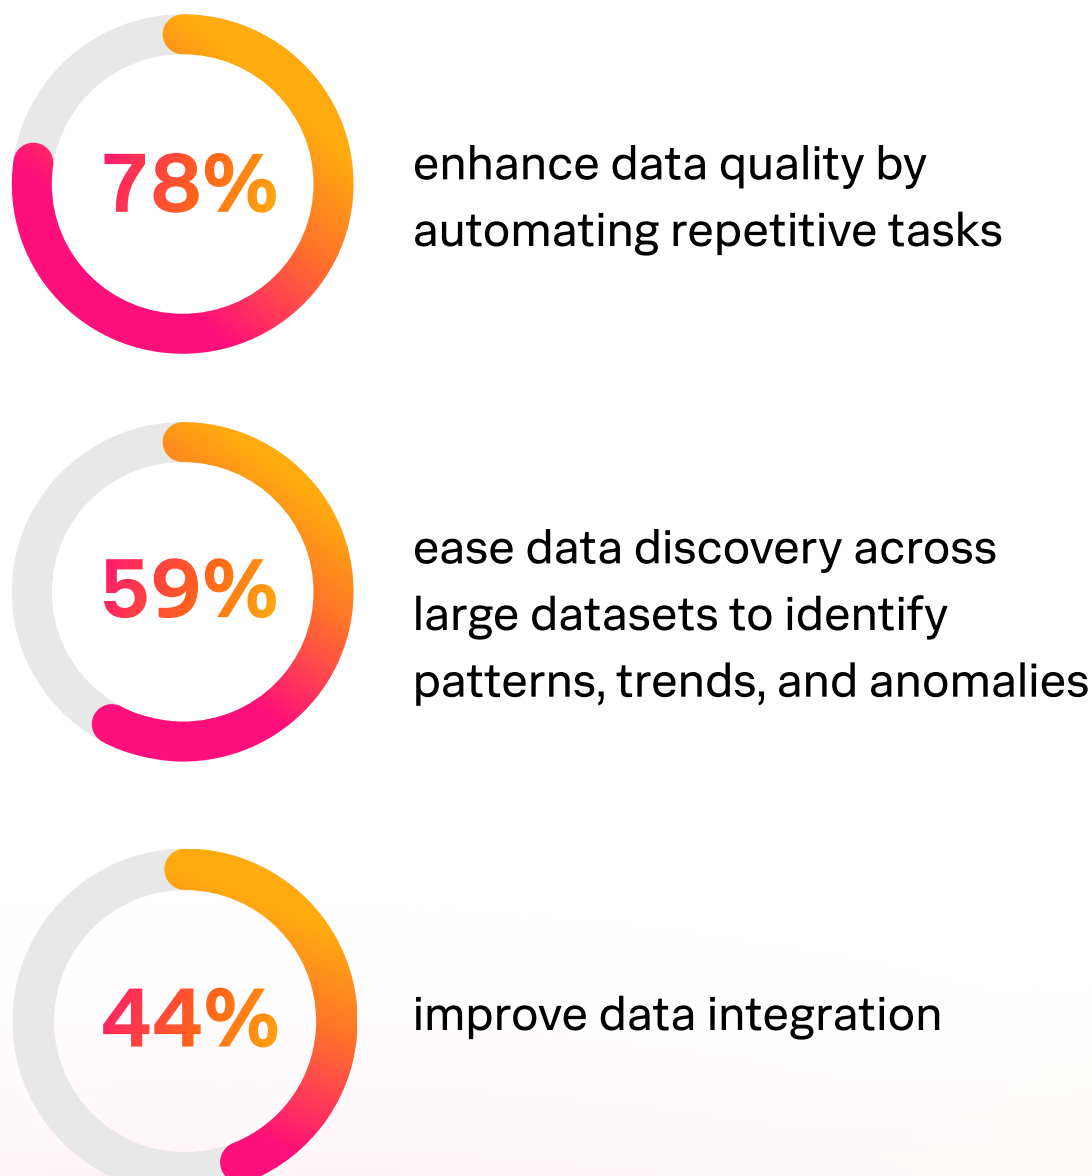 78%
enhance data quality by
automating repetitive tasks
59%
ease data discovery across
large datasets to identify
patterns, trends, and anomalies
44%
improve data integration